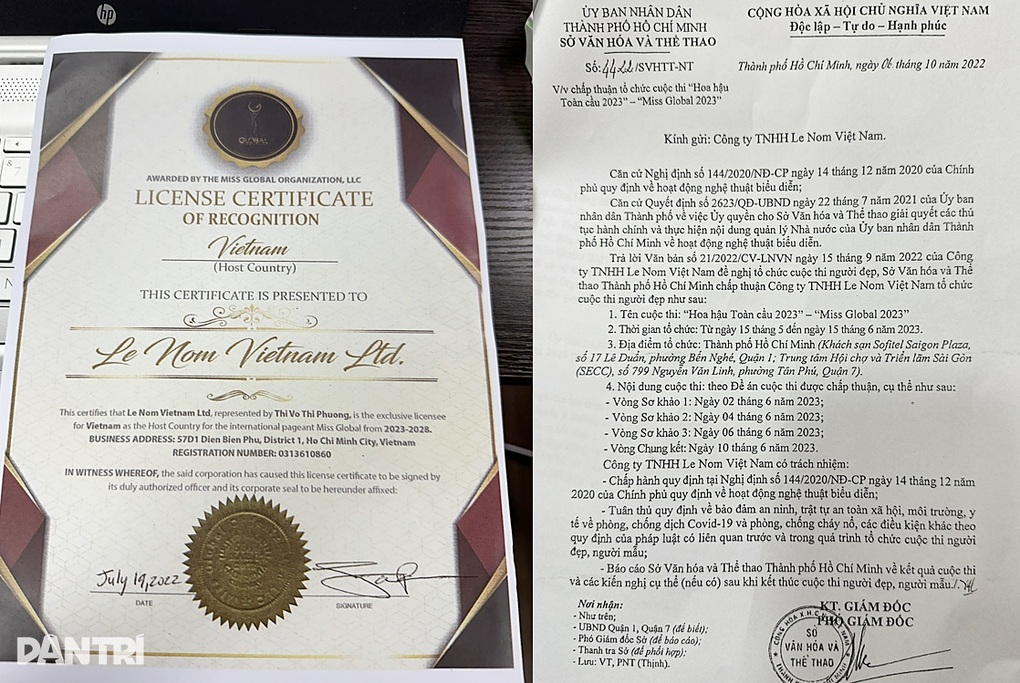 hp
GLOBAL
AWARDED BY THE MISS GLOBAL ORGANIZATION, LLC
LICENSE CERTIFICATE
OF RECOGNITION
Vietnam
(Host Country)
THIS CERTIFICATE IS PRESENTED TO
Le Nom Vietnam Ltd.
This certifies that Le Nom Vietnam Ltd, represented by Thi Vo Thi Phuong, is the exclusive licensee
for Vietnam as the Host Country for the international pageant Miss Global from 2023-2028.
BUSINESS ADDRESS: 57D1 Dien Bien Phu, District 1, Ho Chi Minh City, Vietnam
REGISTRATION NUMBER: 0313610860
IN WITNESS WHEREOF, the said corporation has caused this license certificate to be signed by
its duly authorized officer and its corporate seal to be hereunder affixed:
July 19, 2022
DATE
SIGNATURE
DÂN TRÍ
ỦY BAN NHÂN DÂN
THÀNH PHỐ HỒ CHÍ MINH
SỞ VĂN HÓA VÀ THỂ THAO
Số: /SVHTT-NT
V/v chấp thuận tổ chức cuộc thi "Hoa hậu
Toàn cầu 2023" – "Miss Global 2023"
CỘNG HÒA XÃ HỘI CHỦ NGHĨA VIỆT NAM
Độc lập – Tự do – Hạnh phúc
Thành phố Hồ Chí Minh, ngày 06 tháng 10 năm 2022
Kính gửi: Công ty TNHH Le Nom Việt Nam.
Căn cứ Nghị định số 144/2020/NĐ-CP ngày 14 tháng 12 năm 2020 của Chính
phủ quy định về hoạt động nghệ thuật biểu diễn;
Căn cứ Quyết định số 2623/QĐ-UBND ngày 22 tháng 7 năm 2021 của Ủy ban
nhân dân Thành phố về việc Ủy quyền cho Sở Văn hóa và Thể thao giải quyết các thủ
tục hành chính và thực hiện nội dung quản lý Nhà nước của Ủy ban nhân dân Thành
phố Hồ Chí Minh về hoạt động nghệ thuật biểu diễn.
Trả lời Văn bản số 21/2022/CV-LNVN ngày 15 tháng 9 năm 2022 của Công
ty TNHH Le Nom Việt Nam đề nghị tổ chức cuộc thi người đẹp, Sở Văn hóa và Thể
thao Thành phố Hồ Chí Minh chấp thuận Công ty TNHH Le Nom Việt Nam tổ chức
cuộc thi người đẹp như sau:
1. Tên cuộc thi: "Hoa hậu Toàn cầu 2023" – "Miss Global 2023"
2. Thời gian tổ chức: Từ ngày 15 tháng 5 đến ngày 15 tháng 6 năm 2023.
3. Địa điểm tổ chức: Thành phố Hồ Chí Minh (Khách sạn Sofitel Saigon Plaza,
số 17 Lê Duẩn, phường Bến Nghé, Quận 1; Trung tâm Hội chợ và Triển lãm Sài Gòn
(SECC), số 799 Nguyễn Văn Linh, phường Tân Phú, Quận 7).
4. Nội dung cuộc thi: theo Đề án cuộc thi được chấp thuận, cụ thể như sau:
- Vòng Sơ khảo 1: Ngày 02 tháng 6 năm 2023;
- Vòng Sơ khảo 2: Ngày 04 tháng 6 năm 2023;
- Vòng Sơ khảo 3: Ngày 06 tháng 6 năm 2023;
- Vòng Chung kết: Ngày 10 tháng 6 năm 2023.
Công ty TNHH Le Nom Việt Nam có trách nhiệm:
- Chấp hành quy định tại Nghị định số 144/2020/NĐ-CP ngày 14 tháng 12 năm
2020 của Chính phủ quy định về hoạt động nghệ thuật biểu diễn;
- Tuân thủ quy định về bảo đảm an ninh, trật tự an toàn xã hội, môi trường, y
tế về phòng, chống dịch Covid-19 và phòng, chống cháy nổ, các điều kiện khác theo
quy định của pháp luật có liên quan trước và trong quá trình tổ chức cuộc thi người
đẹp, người mẫu;
- Báo cáo Sở Văn hóa và Thể thao Thành phố Hồ Chí Minh về kết quả cuộc thi
và các kiến nghị cụ thể (nếu có) sau khi kết thúc cuộc thi người đẹp, người mẫu./.
Nơi nhận:
- Như trên;
- UBND Quận 1, Quận 7 (để biết);
- Phó Giám đốc Sở (để báo cáo);
- Thanh tra Sở (để phối hợp);
- Lưu: VT, PNT (Thịnh).
KT. GIÁM ĐỐC
PHÓ GIÁM ĐỐC
SỞ
VĂN HÓA VÀ
THỂ THAO